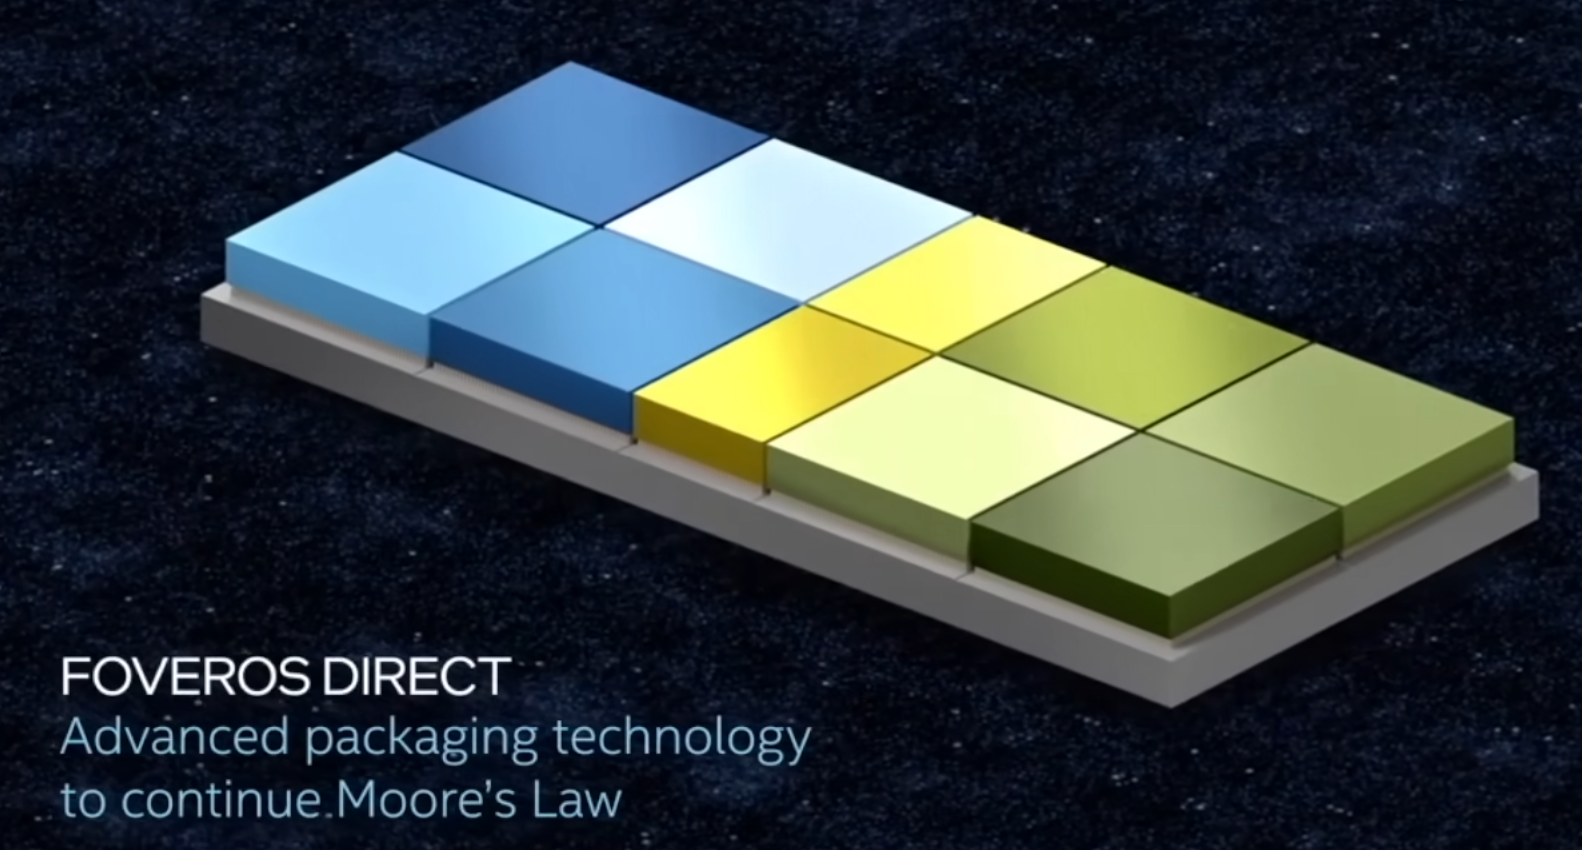 FOVEROS DIRECT
Advanced packaging technology
to continue Moore's Law